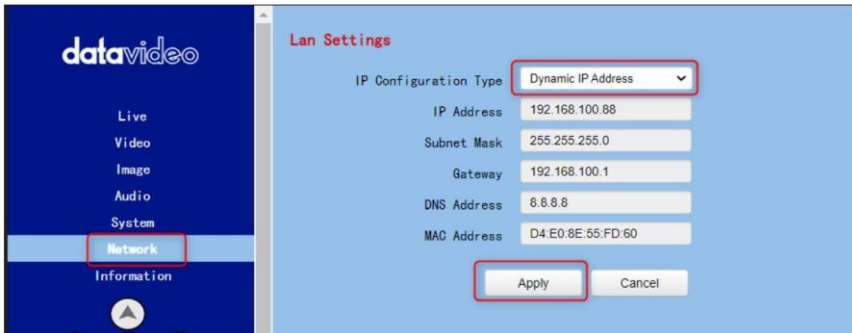 datavideo
Live
Video
Image
Audio
System
Network
Information
Lan Settings
IP Configuration Type Dynamic IP Address
IP Address 192.168.100.88
Subnet Mask 255.255.255.0
Gateway 192.168.100.1
DNS Address 8.8.8.8
MAC Address D4:E0:8E:55:FD:60
Apply Cancel